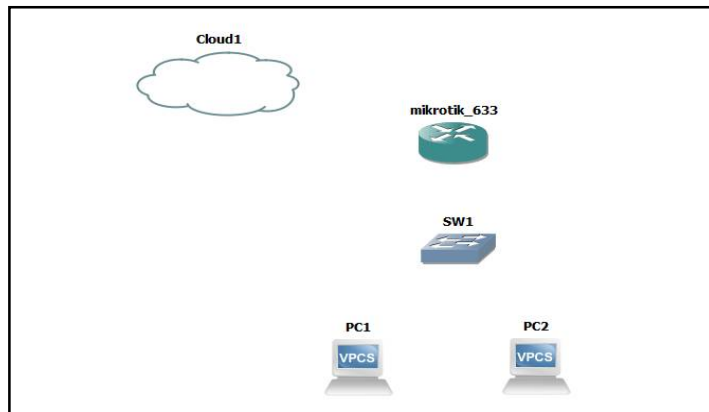 Cloud1
mikrotik_633
SW1
PC1
PC2
VPCS
VPCS